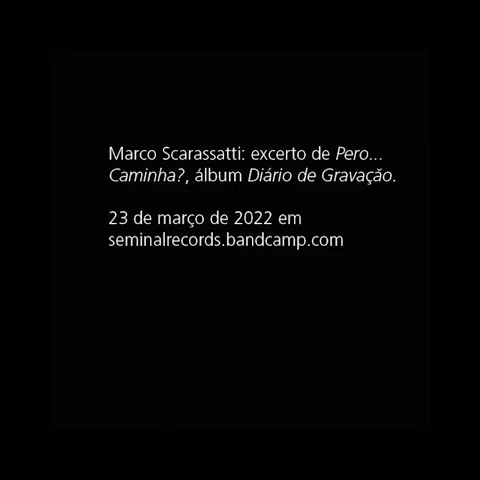 Marco Scarassatti: excerto de Pero...
Caminha?, álbum Diário de Gravação.
23 de março de 2022 em
seminalrecords.bandcamp.com